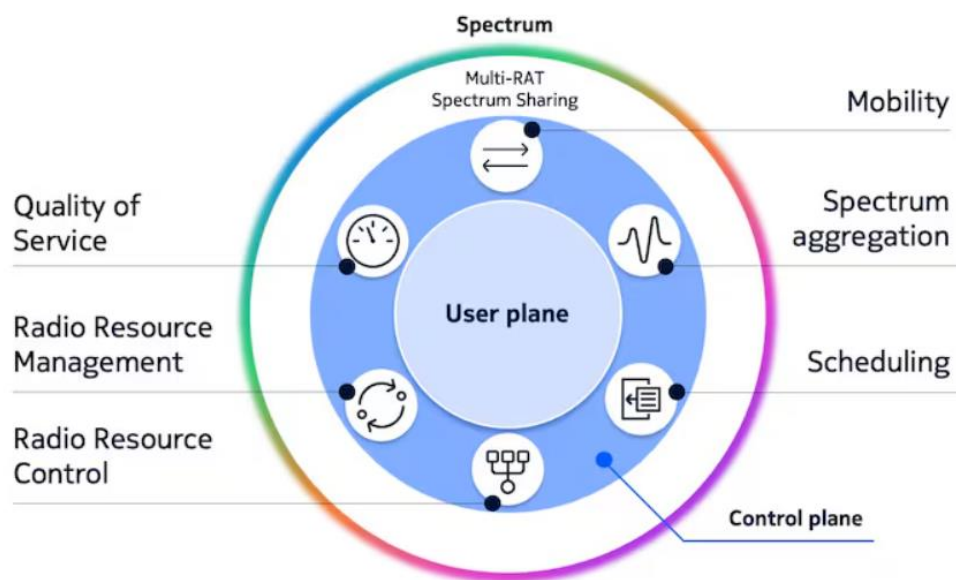 Spectrum
Multi-RAT
Spectrum Sharing
Mobility
Quality of
Service
Spectrum
aggregation
User plane
Radio Resource
Management
Scheduling
Radio Resource
Control
Control plane